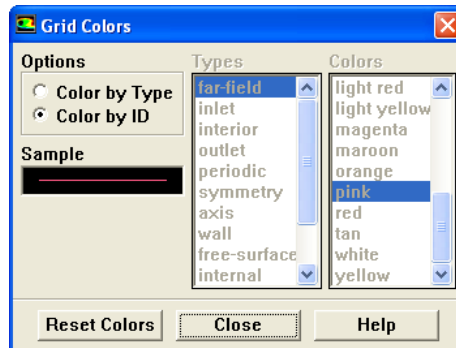 Grid Colors
Options
Color by Type
Color by ID
Sample
Types
far-field
inlet
interior
outlet
periodic
symmetry
axis
wall
free-surface
internal
Colors
light red
light yellow
magenta
maroon
orange
pink
red
tan
white
yellow
Reset Colors
Close
Help